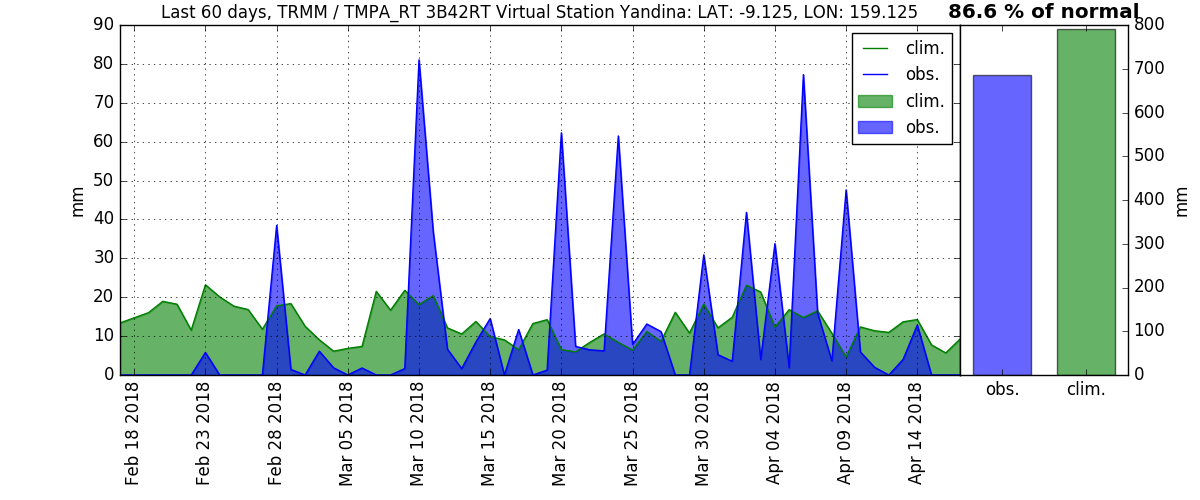 Last 60 days, TRMM / TMPA_RT 3B42RT Virtual Station Yandina: LAT: -9.125, LON: 159.125
86.6 % of normal
90
80
70
60
50
40
30
20
10
0
mm
clim.
obs.
clim.
obs.
800
700
600
500
400
300
200
100
0
mm
obs.
clim.
Feb 18 2018
Feb 23 2018
Feb 28 2018
Mar 05 2018
Mar 10 2018
Mar 15 2018
Mar 20 2018
Mar 25 2018
Mar 30 2018
Apr 04 2018
Apr 09 2018
Apr 14 2018